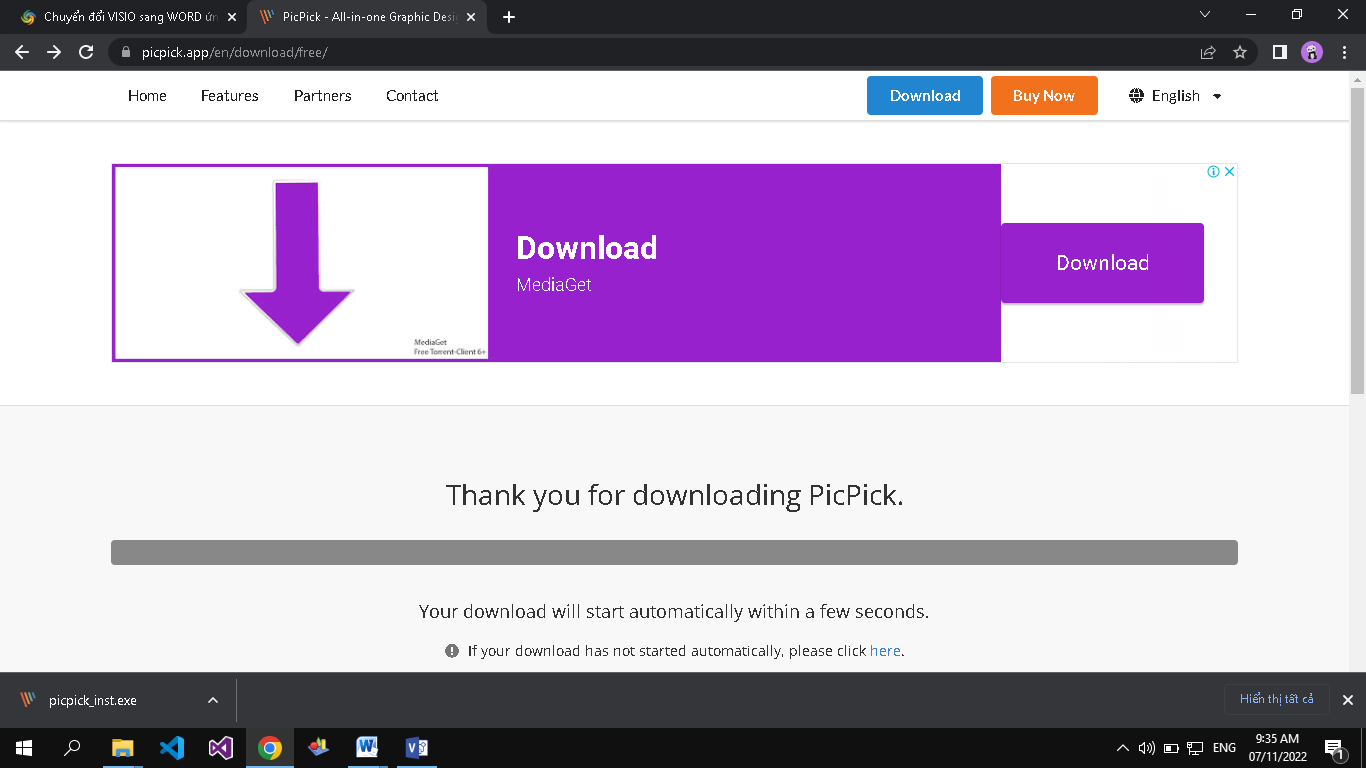 Chuyển đổi VISIO sang WORD ứn
PicPick - All-in-one Graphic Desi
picpick.app/en/download/free/
Home Features Partners Contact Download Buy Now English
Download
MediaGet
Download
MediaGet
Free Torrent-Client 6+
Thank you for downloading PicPick.
Your download will start automatically within a few seconds.
If your download has not started automatically, please click here.
picpick_inst.exe
Hiển thị tất cả
ENG
9:35 AM
07/11/2022
1